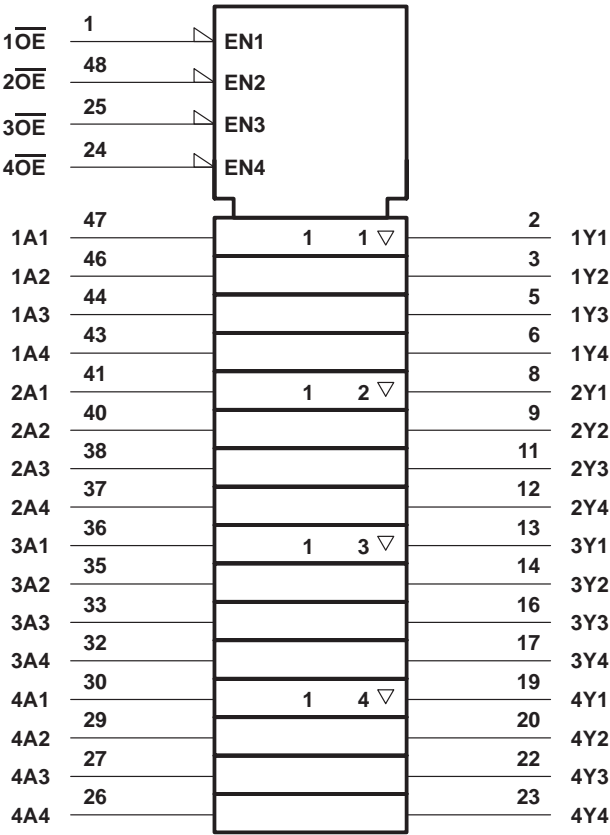 1O̅E̅ 1 EN1
2O̅E̅ 48 EN2
3O̅E̅ 25 EN3
4O̅E̅ 24 EN4
1A1 47 1 1 ▽ 2 1Y1
1A2 46 3 1Y2
1A3 44 5 1Y3
1A4 43 6 1Y4
2A1 41 1 2 ▽ 8 2Y1
2A2 40 9 2Y2
2A3 38 11 2Y3
2A4 37 12 2Y4
3A1 36 1 3 ▽ 13 3Y1
3A2 35 14 3Y2
3A3 33 16 3Y3
3A4 32 17 3Y4
4A1 30 1 4 ▽ 19 4Y1
4A2 29 20 4Y2
4A3 27 22 4Y3
4A4 26 23 4Y4